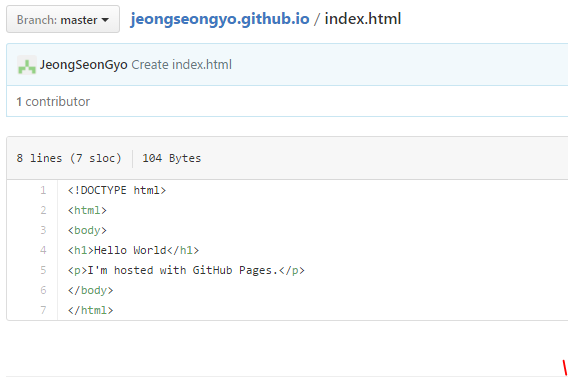 Branch: master jeongseongyo.github.io / index.html
JeongSeonGyo Create index.html
1 contributor
8 lines (7 sloc) 104 Bytes
1 <!DOCTYPE html>
2 <html>
3 <body>
4 <h1>Hello World</h1>
5 <p>I'm hosted with GitHub Pages.</p>
6 </body>
7 </html>